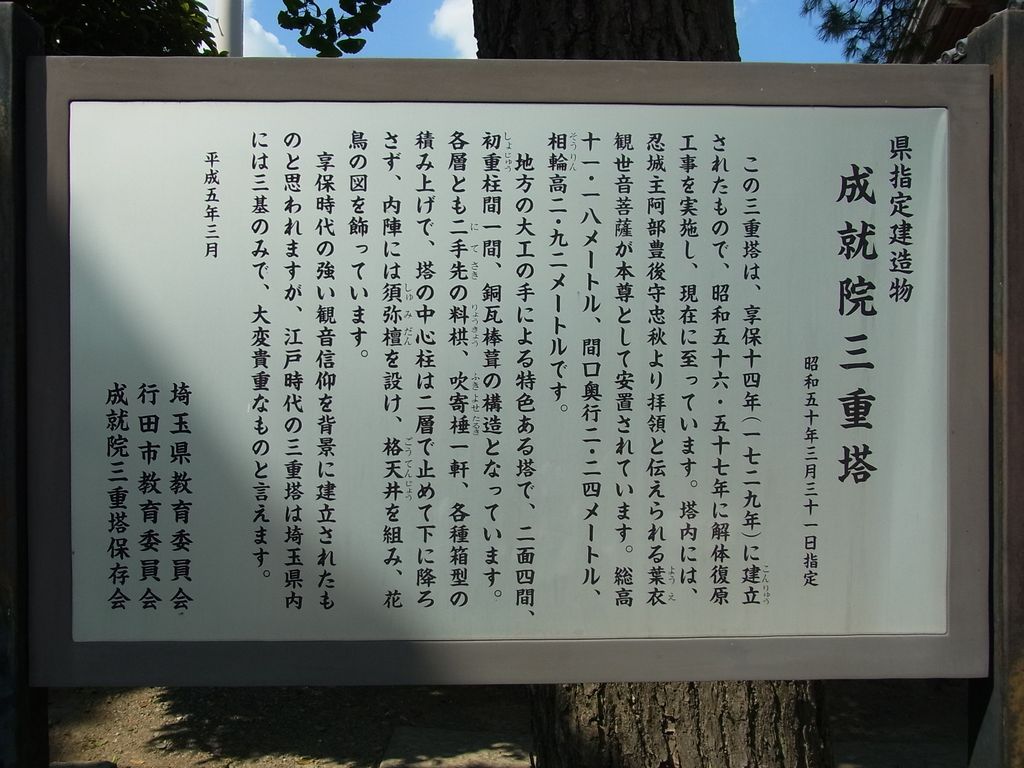 県指定建造物
成就院三重塔
昭和五十年三月三十一日指定
この三重塔は、享保十四年(一七二九年)に建立
されたもので、昭和五十六・五十七年に解体復原
工事を実施し、現在に至っています。塔内には、
忍城主阿部豊後守忠秋より拝領と伝えられる葉衣
観世音菩薩が本尊として安置されています。総高
十一・一八メートル、間口奥行二・二四メートル、
相輪高二・九二メートルです。
地方の大工の手による特色ある塔で、二面四間、
初重柱間一間、銅瓦棒葺の構造となっています。
各層とも二手先の料栱、吹寄棰一軒、各種箱型の
積み上げで、塔の中心柱は二層で止めて下に降ろ
さず、内陣には須弥檀を設け、格天井を組み、花
鳥の図を飾っています。
享保時代の強い観音信仰を背景に建立されたも
のと思われますが、江戸時代の三重塔は埼玉県内
には三基のみで、大変貴重なものと言えます。
平成五年三月
埼玉県教育委員会
行田市教育委員会
成就院三重塔保存会